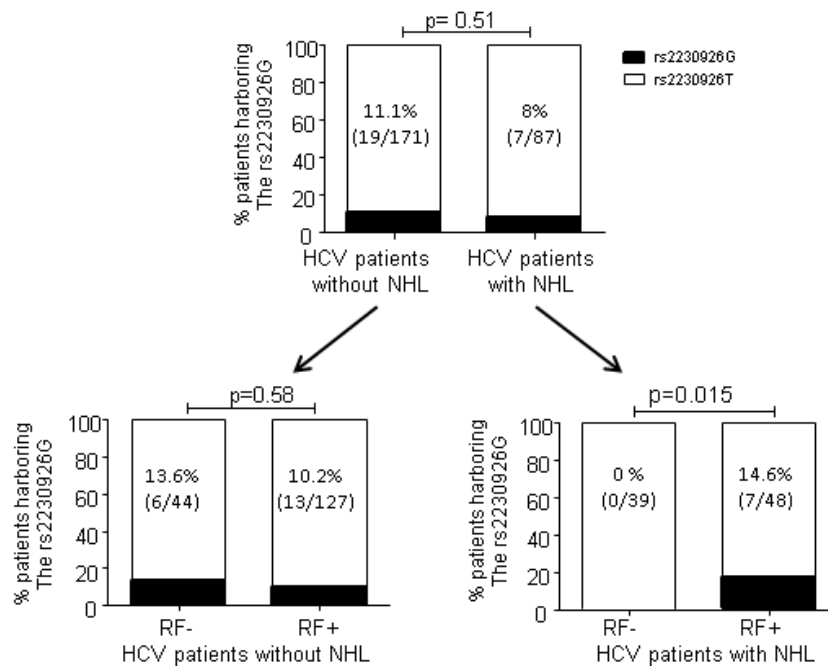 p= 0.51
% patients harboring
The rs2230926G
100
80
60
40
20
0
11.1%
(19/171)
8%
(7/87)
rs2230926G
rs2230926T
HCV patients
without NHL
HCV patients
with NHL
p=0.58
% patients harboring
The rs2230926G
100
80
60
40
20
0
13.6%
(6/44)
10.2%
(13/127)
RF-
RF+
HCV patients without NHL
p=0.015
% patients harboring
The rs2230926G
100
80
60
40
20
0
0 %
(0/39)
14.6%
(7/48)
RF-
RF+
HCV patients with NHL